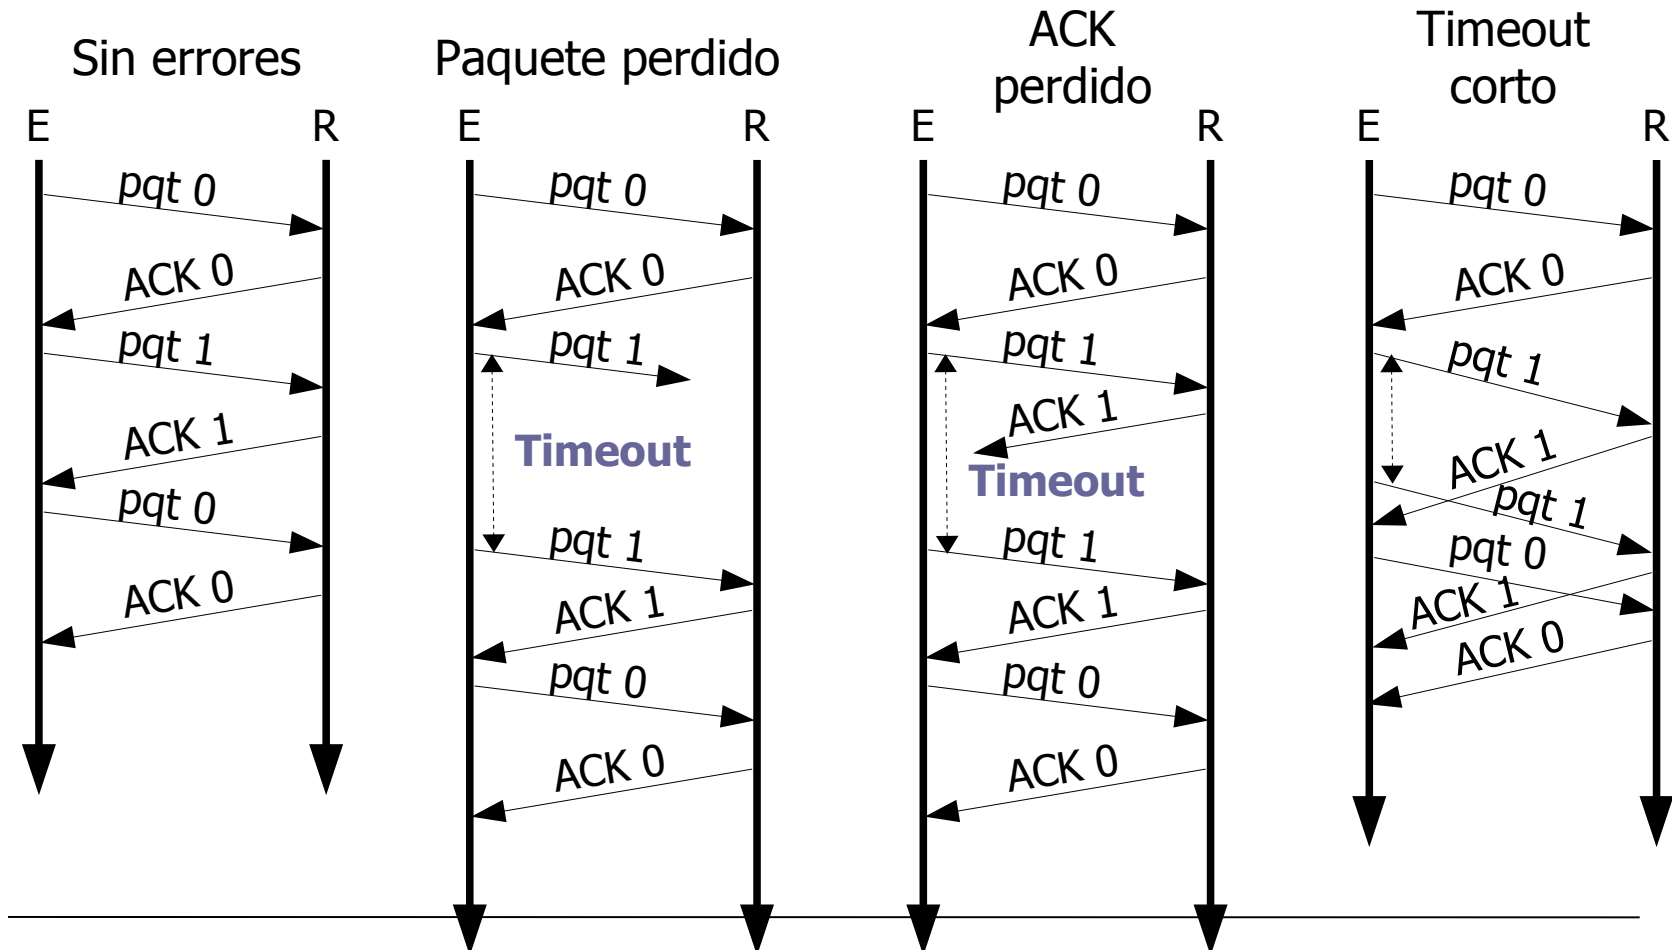 Sin errores
E
R
pqt 0
ACK 0
pqt 1
ACK 1
pqt 0
ACK 0
Paquete perdido
E
R
pqt 0
ACK 0
pqt 1
Timeout
pqt 1
ACK 1
pqt 0
ACK 0
ACK
perdido
E
R
pqt 0
ACK 0
pqt 1
ACK 1
Timeout
pqt 1
ACK 1
pqt 0
ACK 0
Timeout
corto
E
R
pqt 0
ACK 0
pqt 1
ACK 1
pqt 1
pqt 0
ACK 1
ACK 0